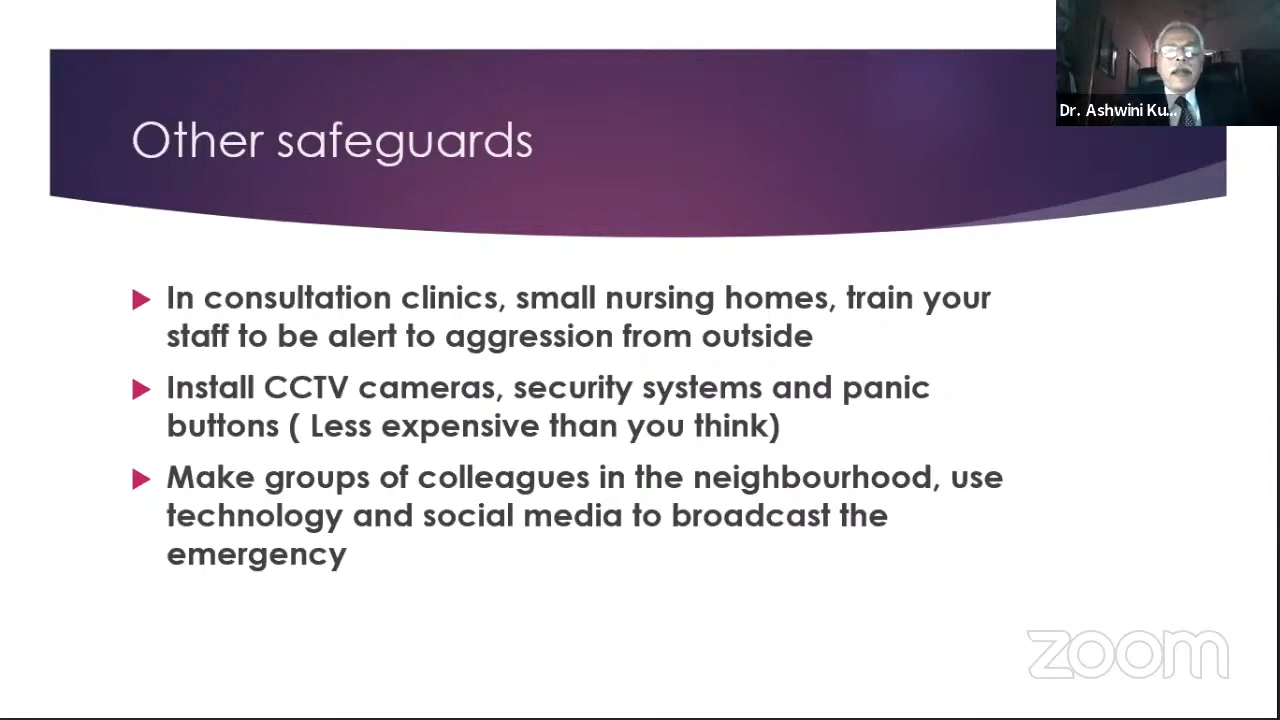 Other safeguards
Dr. Ashwini Ku...
In consultation clinics, small nursing homes, train your
staff to be alert to aggression from outside
Install CCTV cameras, security systems and panic
buttons ( Less expensive than you think)
Make groups of colleagues in the neighbourhood, use
technology and social media to broadcast the
emergency
zoom